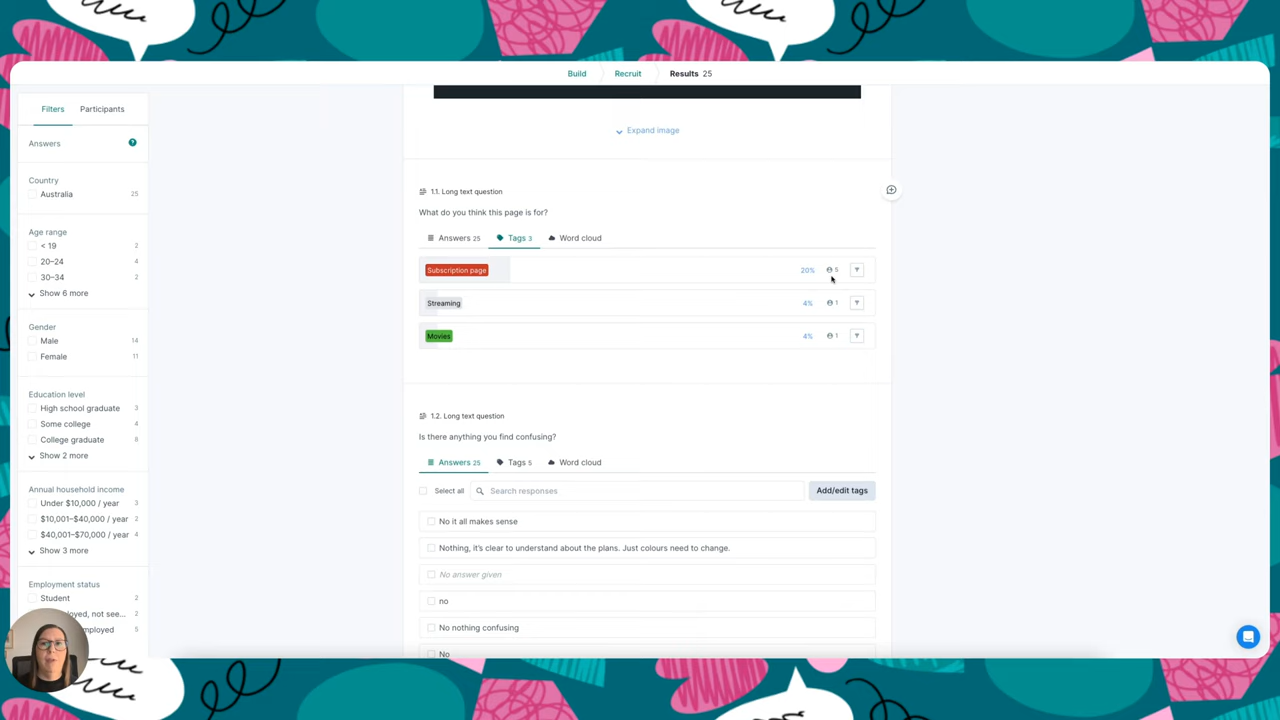 Build
Recruit
Results 25
Filters
Participants
Answers
Country
Australia 25
Age range
< 19 2
20–24 4
30–34 2
Show 6 more
Gender
Male 14
Female 11
Education level
High school graduate 3
Some college 4
College graduate 8
Show 2 more
Annual household income
Under $10,000 / year 3
$10,001–$40,000 / year 2
$40,001–$70,000 / year 4
Show 3 more
Employment status
Student 2
not see... 2
5
Expand image
1.1. Long text question
What do you think this page is for?
Answers 25 Tags 3 Word cloud
Subscription page 20% 5
Streaming 4% 1
Movies 4% 1
1.2. Long text question
Is there anything you find confusing?
Answers 25 Tags 5 Word cloud
Select all Search responses Add/edit tags
No it all makes sense
Nothing, it's clear to understand about the plans. Just colours need to change.
No answer given
no
No nothing confusing
No